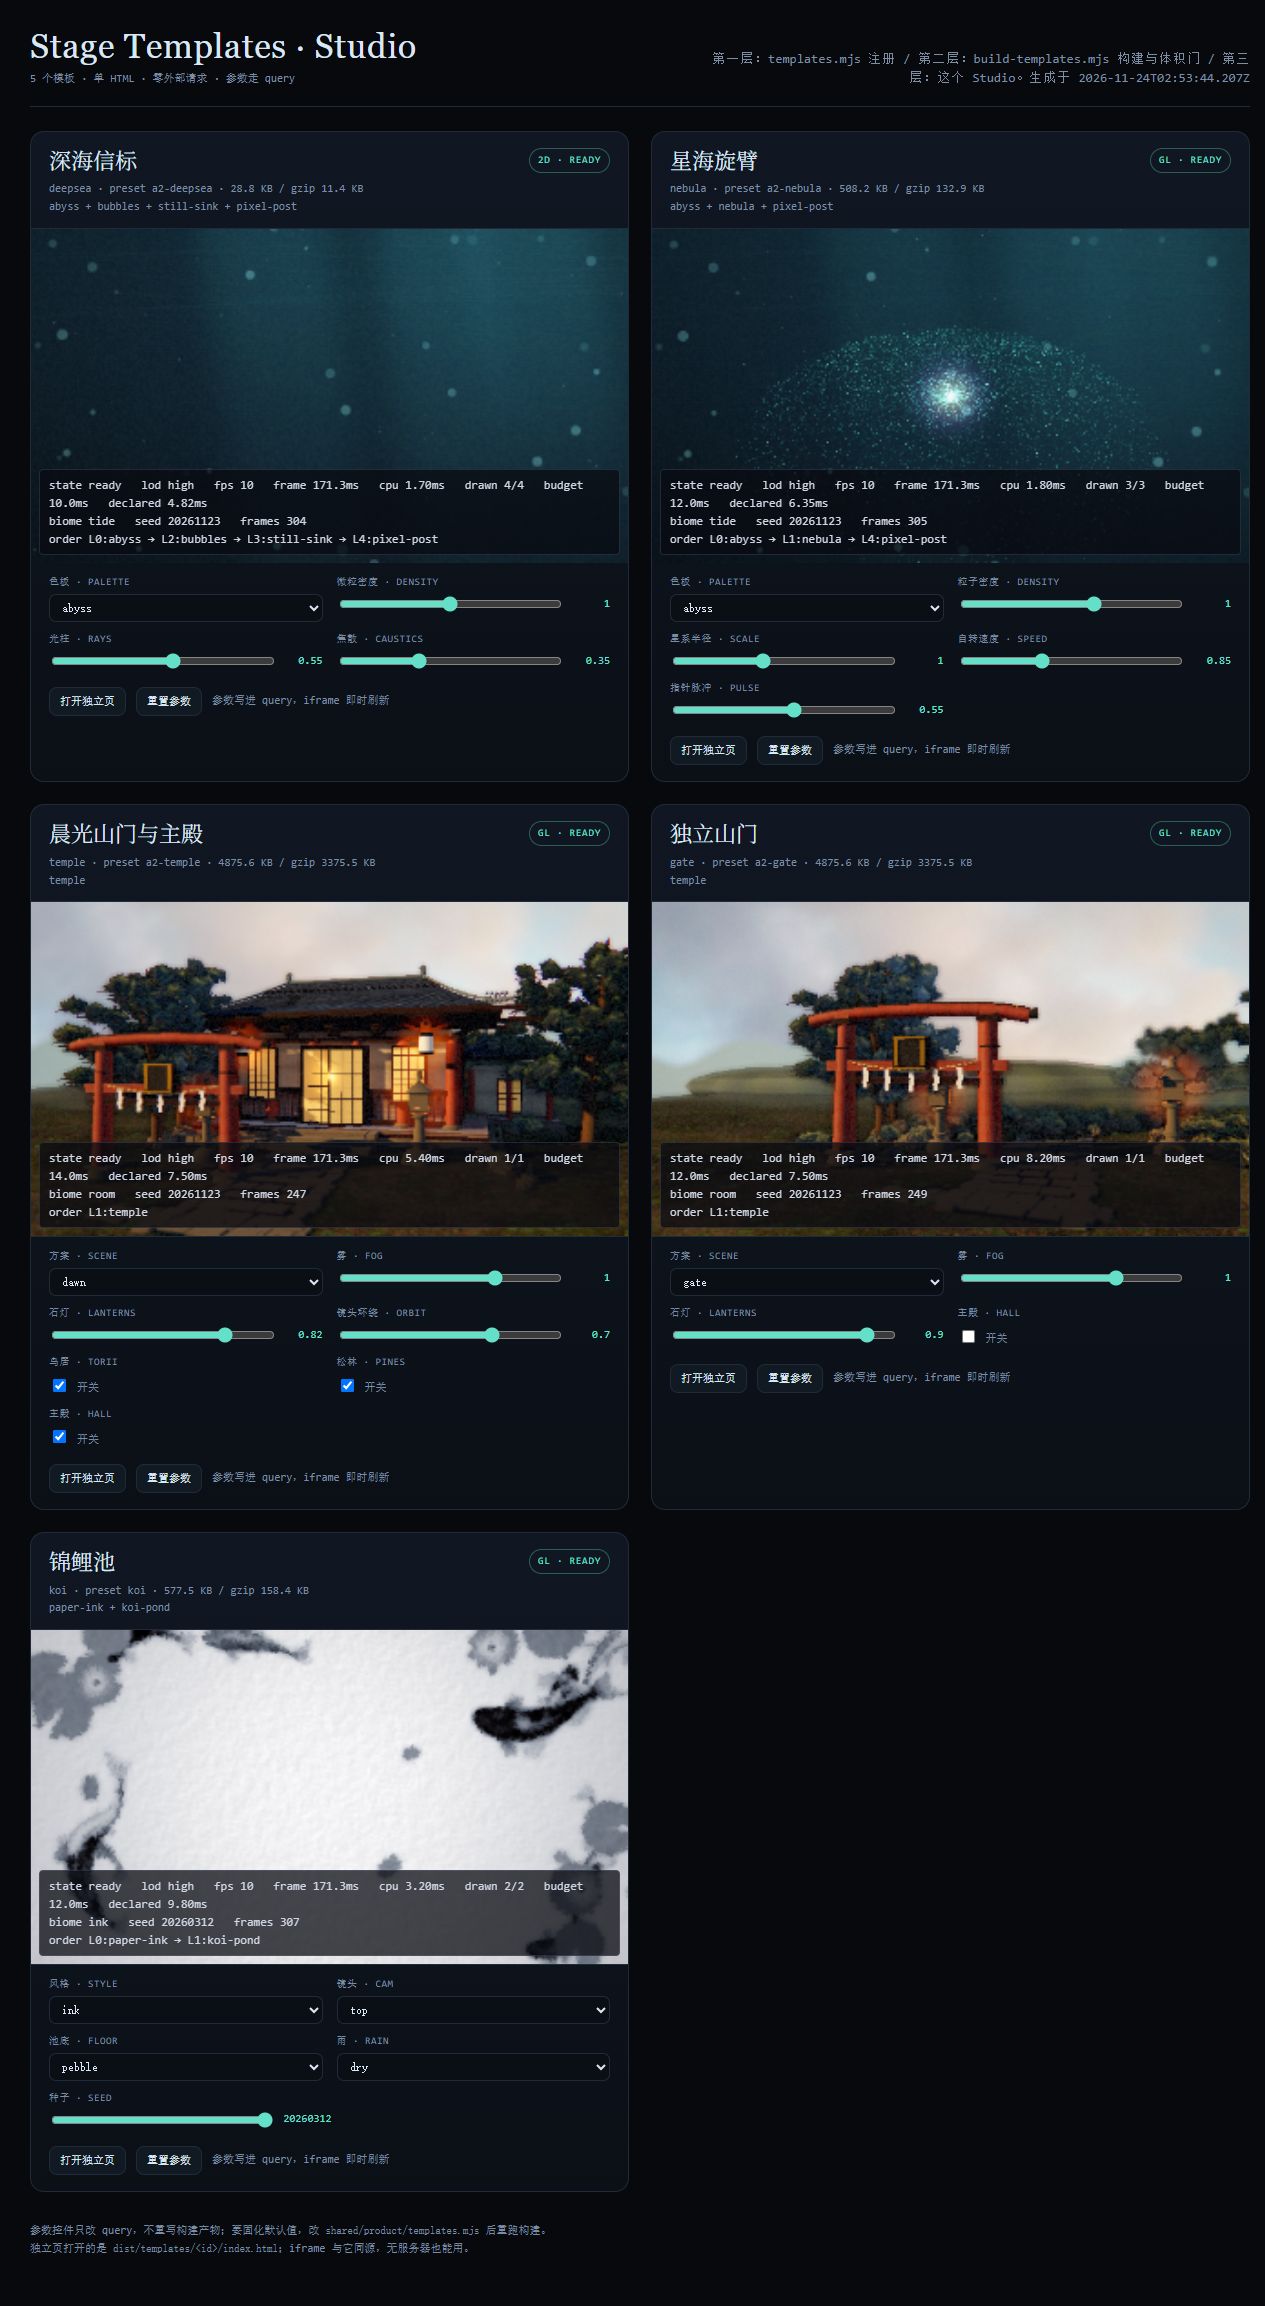 Stage Templates · Studio
5 个模板 · 单 HTML · 零外部请求 · 参数走 query
第一层：templates.mjs 注册 / 第二层：build-templates.mjs 构建与体积门 / 第三
层：这个 Studio。生成于 2026-11-24T02:53:44.207Z
深海信标
2D · READY
deepsea · preset a2-deepsea · 28.8 KB / gzip 11.4 KB
abyss + bubbles + still-sink + pixel-post
state ready lod high fps 10 frame 171.3ms cpu 1.70ms drawn 4/4 budget
10.0ms declared 4.82ms
biome tide seed 20261123 frames 304
order L0:abyss → L2:bubbles → L3:still-sink → L4:pixel-post
色板 · PALETTE
微粒密度 · DENSITY
abyss
1
光柱 · RAYS
焦散 · CAUSTICS
0.55
0.35
打开独立页
重置参数
参数写进 query，iframe 即时刷新
星海旋臂
GL · READY
nebula · preset a2-nebula · 508.2 KB / gzip 132.9 KB
abyss + nebula + pixel-post
state ready lod high fps 10 frame 171.3ms cpu 1.80ms drawn 3/3 budget
12.0ms declared 6.35ms
biome tide seed 20261123 frames 305
order L0:abyss → L1:nebula → L4:pixel-post
色板 · PALETTE
粒子密度 · DENSITY
abyss
1
星系半径 · SCALE
自转速度 · SPEED
1
0.85
指针脉冲 · PULSE
0.55
打开独立页
重置参数
参数写进 query，iframe 即时刷新
晨光山门与主殿
GL · READY
temple · preset a2-temple · 4875.6 KB / gzip 3375.5 KB
temple
state ready lod high fps 10 frame 171.3ms cpu 5.40ms drawn 1/1 budget
14.0ms declared 7.50ms
biome room seed 20261123 frames 247
order L1:temple
方案 · SCENE
雾 · FOG
dawn
1
石灯 · LANTERNS
镜头环绕 · ORBIT
0.82
0.7
鸟居 · TORII
松林 · PINES
开关
开关
主殿 · HALL
开关
打开独立页
重置参数
参数写进 query，iframe 即时刷新
独立山门
GL · READY
gate · preset a2-gate · 4875.6 KB / gzip 3375.5 KB
temple
state ready lod high fps 10 frame 171.3ms cpu 8.20ms drawn 1/1 budget
12.0ms declared 7.50ms
biome room seed 20261123 frames 249
order L1:temple
方案 · SCENE
雾 · FOG
gate
1
石灯 · LANTERNS
主殿 · HALL
0.9
开关
打开独立页
重置参数
参数写进 query，iframe 即时刷新
锦鲤池
GL · READY
koi · preset koi · 577.5 KB / gzip 158.4 KB
paper-ink + koi-pond
state ready lod high fps 10 frame 171.3ms cpu 3.20ms drawn 2/2 budget
12.0ms declared 9.80ms
biome ink seed 20260312 frames 307
order L0:paper-ink → L1:koi-pond
风格 · STYLE
镜头 · CAM
ink
top
池底 · FLOOR
雨 · RAIN
pebble
dry
种子 · SEED
20260312
打开独立页
重置参数
参数写进 query，iframe 即时刷新
参数控件只改 query，不重写构建产物；要固化默认值，改 shared/product/templates.mjs 后重跑构建。
独立页打开的是 dist/templates/&lt;id&gt;/index.html；iframe 与它同源，无服务器也能用。